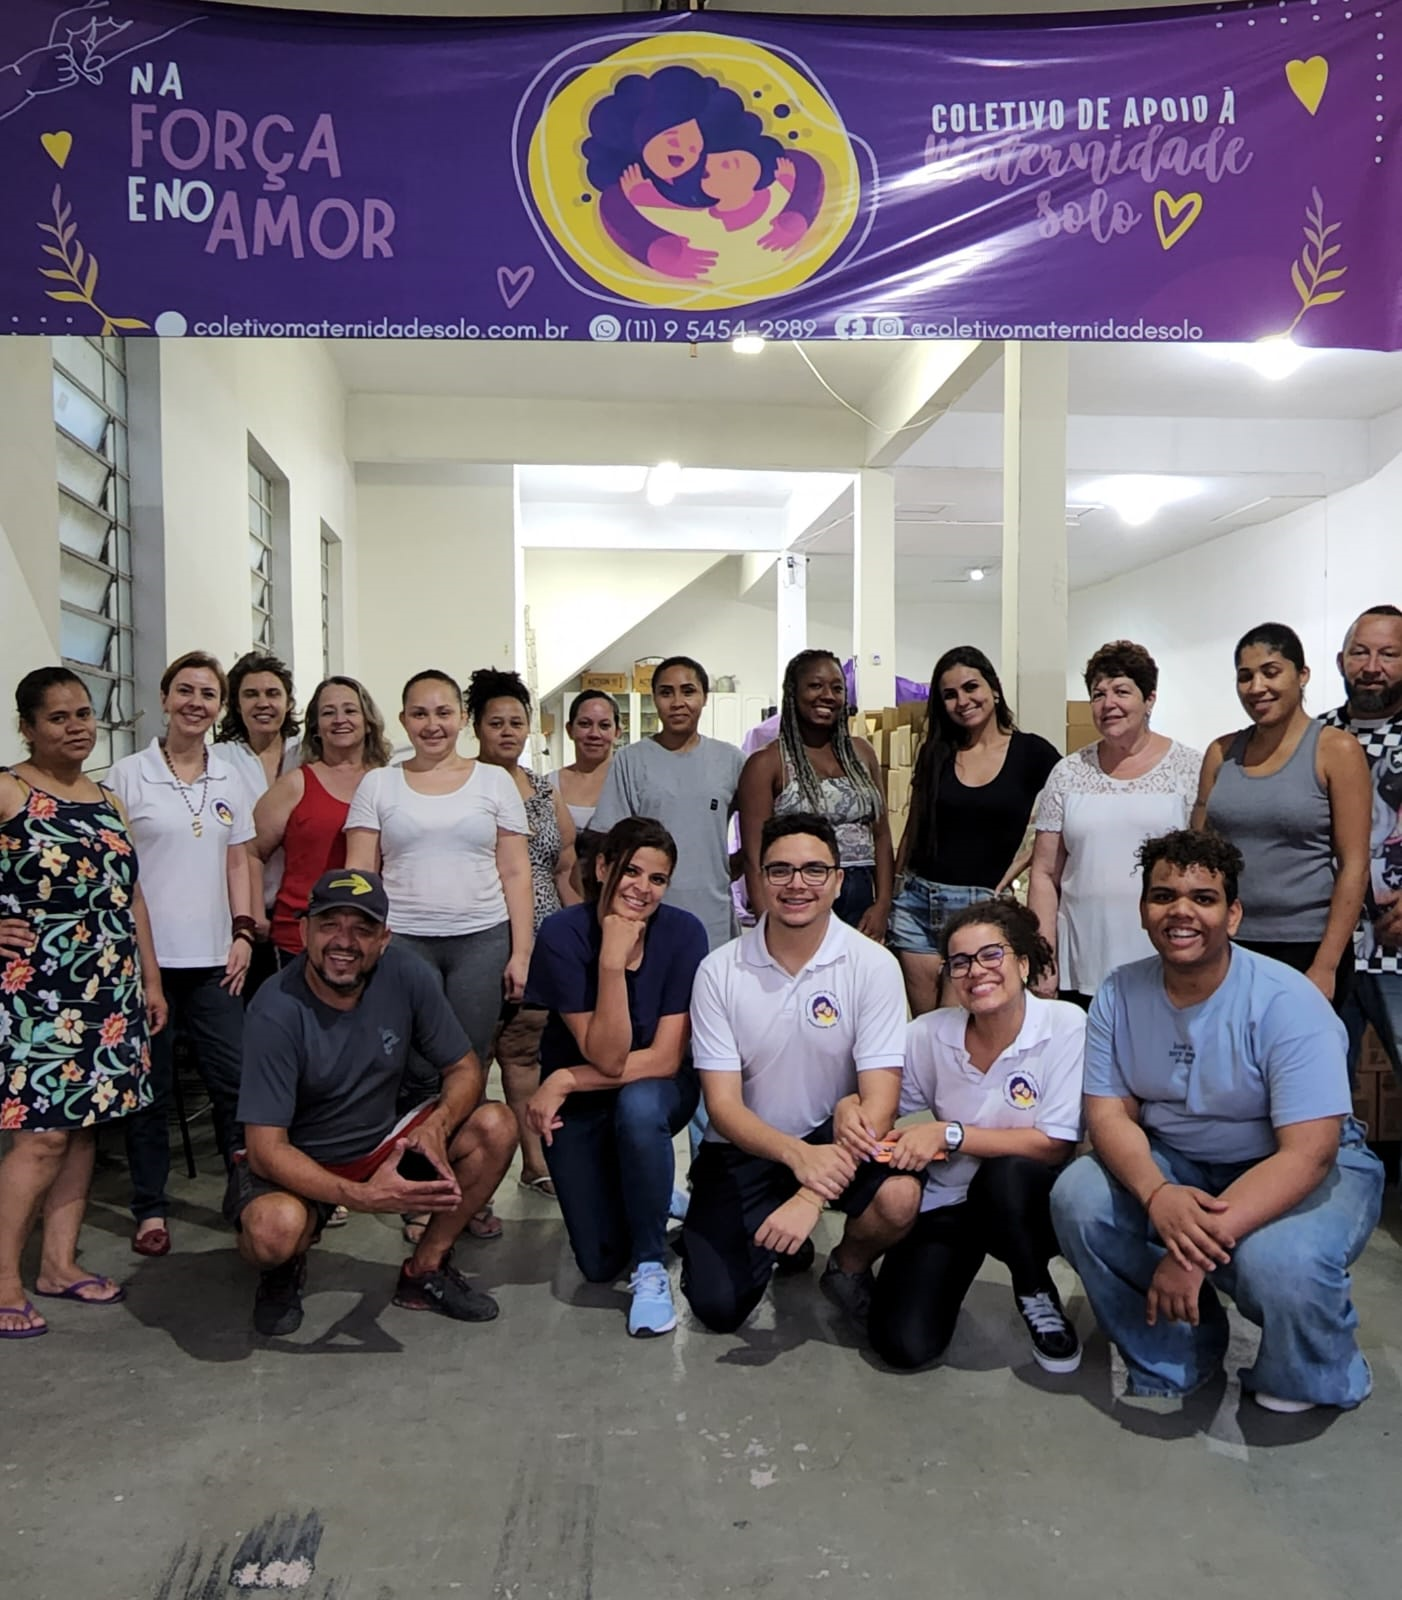 NA
FORÇA
E NO AMOR
COLETIVO DE APOIO À
maternidade
solo
coletivomaternidadesolo.com.br (11) 9 5454-2989 @coletivomaternidadesolo